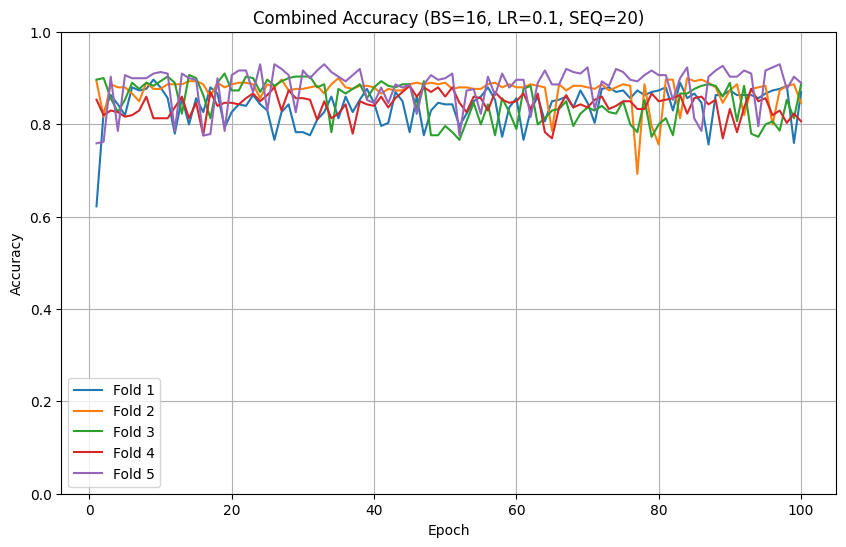 Combined Accuracy (BS=16, LR=0.1, SEQ=20)
1.0
0.8
0.6
0.4
0.2
0.0
Accuracy
Fold 1
Fold 2
Fold 3
Fold 4
Fold 5
0 20 40 60 80 100
Epoch